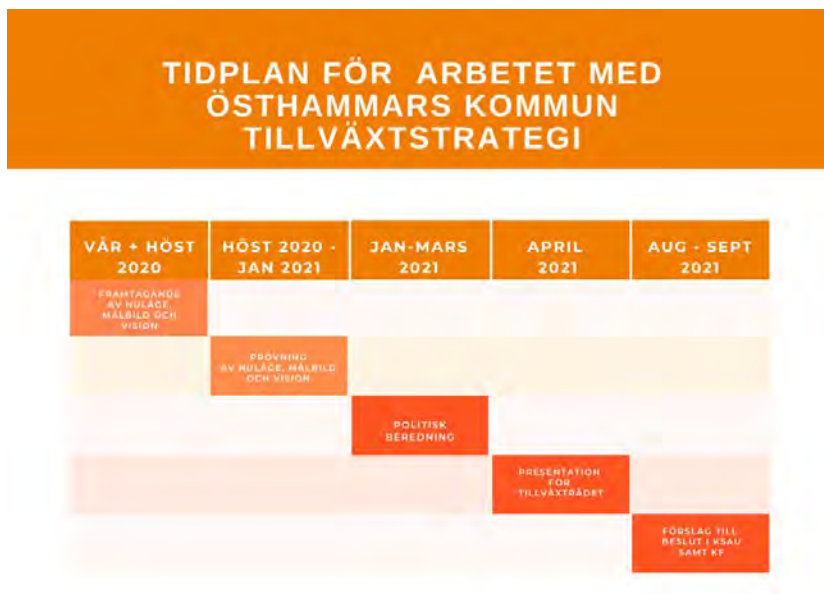 TIDPLAN FÖR ARBETET MED
ÖSTHAMMARS KOMMUN
TILLVÄXTSTRATEGI
VÅR + HÖST
2020
HÖST 2020 -
JAN 2021
JAN-MARS
2021
APRIL
2021
AUG - SEPT
2021
FRAMTAGANDE
AV NULÄGE,
MÅLBILD OCH
VISION
PRÖVNING
AV NULÄGE, MÅLBILD
OCH VISION
POLITISK
BEREDNING
PRESENTATION
FÖR
TILLVÄXTRÅDET
FÖRSLAG TILL
BESLUT I KSAU
SAMT KF